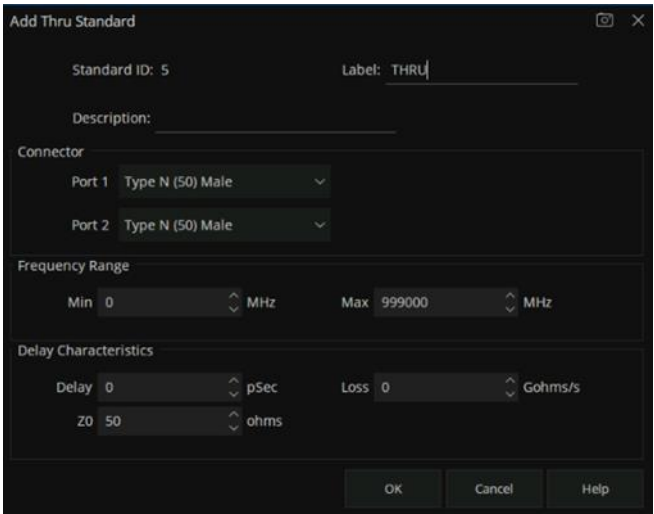 Add Thru Standard
Standard ID: 5 Label: THRU
Description:
Connector
Port 1 Type N (50) Male
Port 2 Type N (50) Male
Frequency Range
Min 0 MHz Max 999000 MHz
Delay Characteristics
Delay 0 pSec Loss 0 Gohms/s
Z0 50 ohms
OK Cancel Help